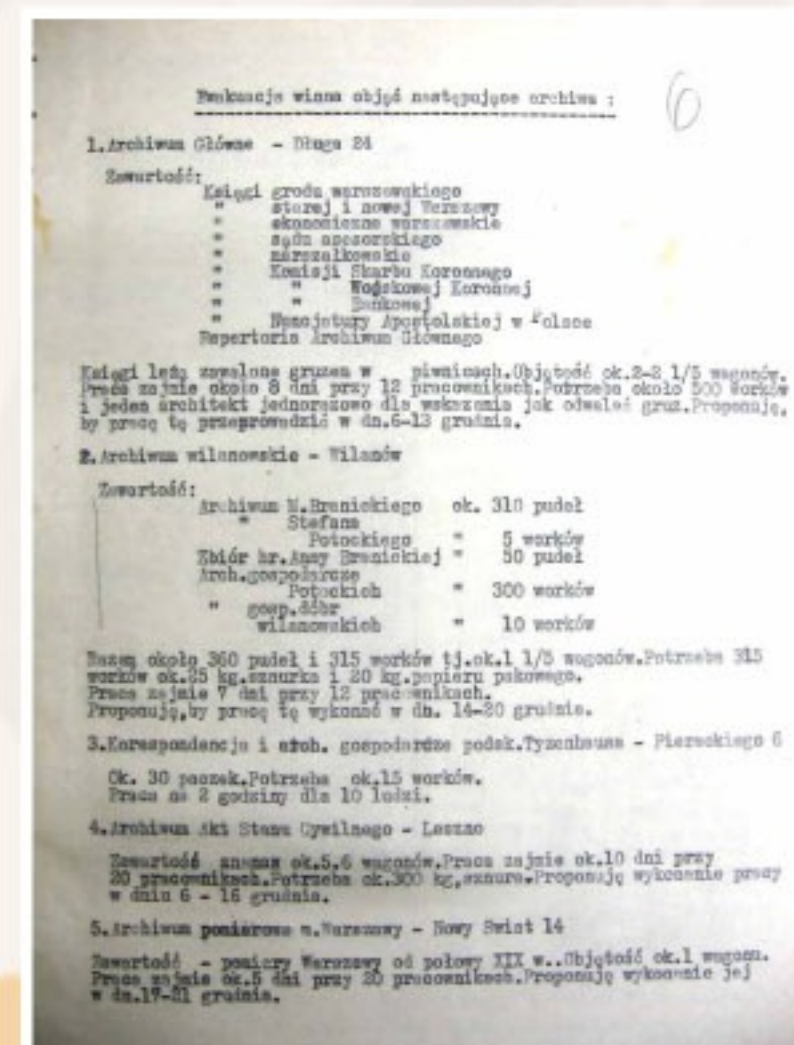 6
Ewakuacja winna objąć następujące archiwa :
1.Archiwum Główne - Długa 24
Zawartość:
Księgi grodu warszawskiego
" starej i nowej Warszawy
" ekonomiczne warszawskie
" sądu asesorskiego
" marszałkowskie
" Komisji Skarbu Koronnego
" " Wojskowej Koronnej
" " Bankowej
" Nuncjatury Apostolskiej w Polsce
Repertoria Archiwum Głównego
Księgi leżą zawalone gruzem w piwnicach.Objętość ok.2-2 1/5 wagonów.
Praca zajmie około 8 dni przy 12 pracownikach.Potrzeba około 500 worków
i jeden architekt jednorazowo dla wskazania jak odwalać gruz.Proponuję,
by pracę tę przeprowadzić w dn.6-13 grudnia.
2.Archiwum wilanowskie - Wilanów
Zawartość:
Archiwum M.Branickiego ok. 310 pudeł
" Stefana
Potockiego " 5 worków
Zbiór hr.Anny Branickiej " 50 pudeł
Arch.gospodarcze
Potockich " 300 worków
" gosp.dóbr
wilanowskich " 10 worków
Razem około 360 pudeł i 315 worków tj.ok.1 1/5 wagonów.Potrzeba 315
worków ok.25 kg.sznurka i 20 kg.papieru pakowego.
Praca zajmie 7 dni przy 12 pracownikach.
Proponuję,by pracę tę wykonać w dn. 14-20 grudnia.
3.Korespondencja i arch. gospodarcze podsk.Tyzenhausa - Pierackiego 6
Ok. 30 paczek.Potrzeba ok.15 worków.
Praca na 2 godziny dla 10 ludzi.
4.Archiwum Akt Stanu Cywilnego - Leszno
Zawartość ok.5.6 wagonów.Praca zajmie ok.10 dni przy
20 pracownikach.Potrzeba ok.300 kg.sznura.Proponuję wykonanie pracy
w dniu 6 - 16 grudnia.
5.Archiwum pomiarowe m.Warszawy - Nowy Świat 14
Zawartość - pomiary Warszawy od połowy XIX w..Objętość ok.1 wagonu.
Praca zajmie ok.5 dni przy 20 pracownikach.Proponuję wykonanie jej
w dn.17-21 grudnia.